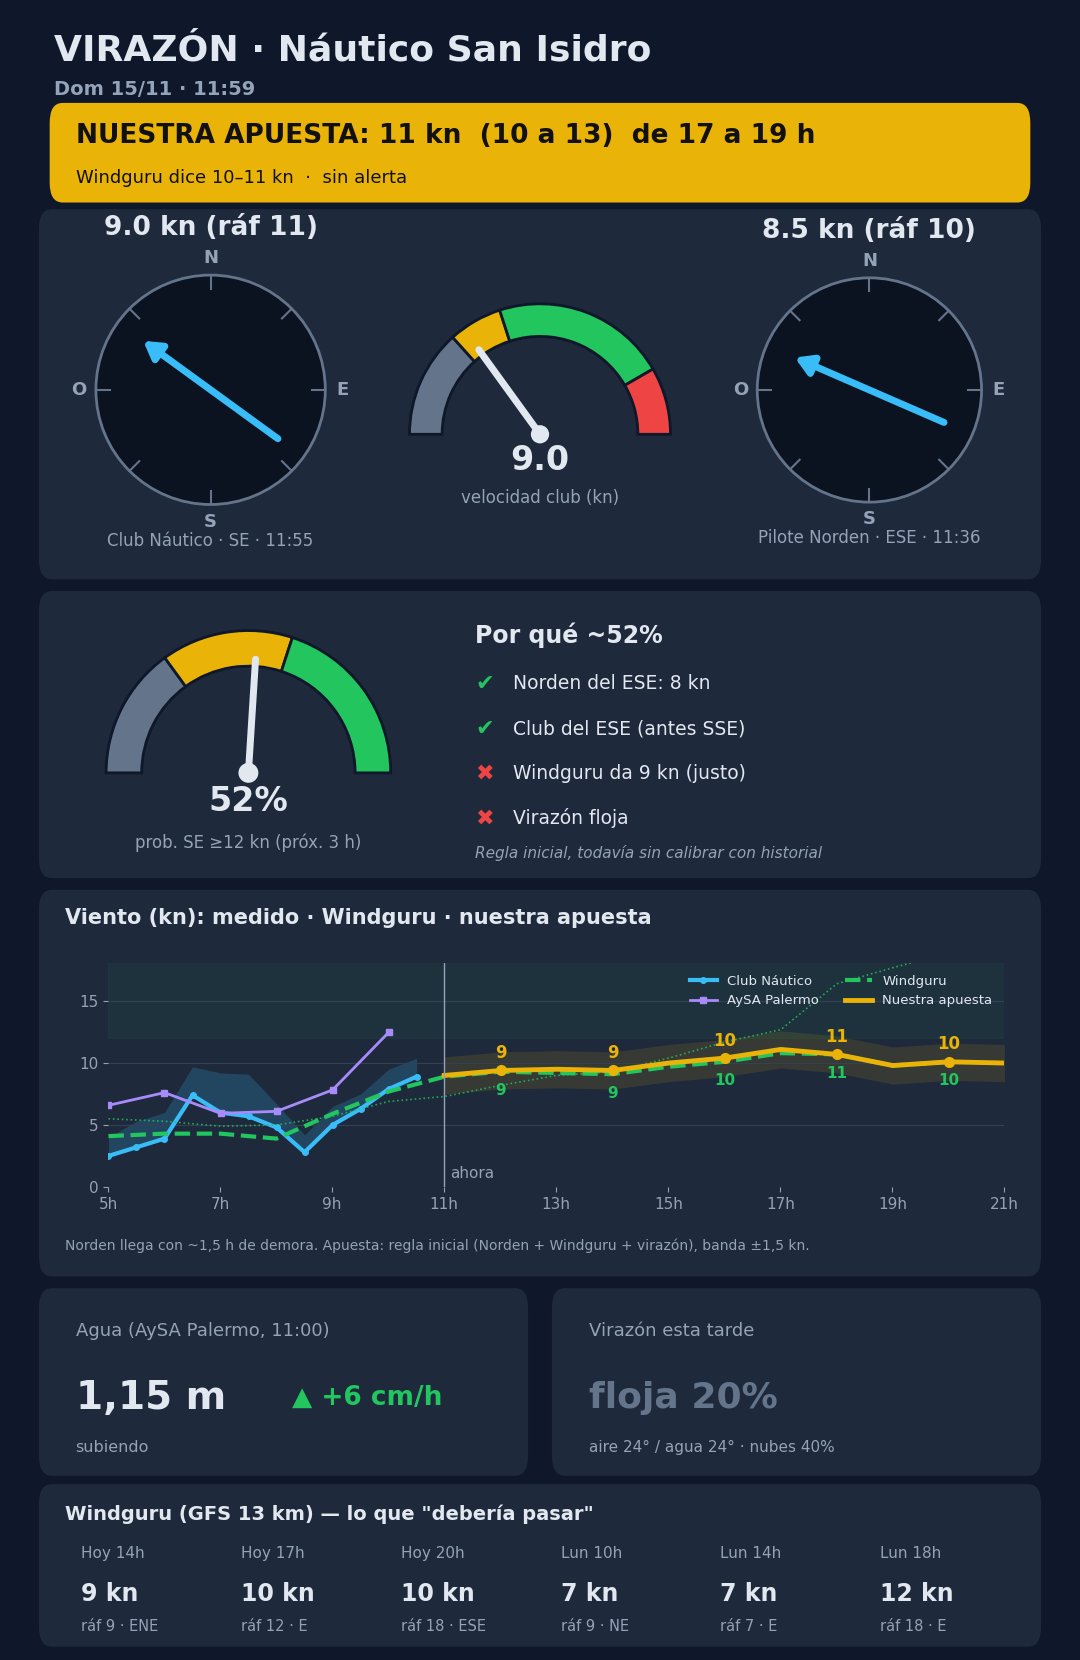 VIRAZÓN · Náutico San Isidro
Dom 15/11 · 11:59
NUESTRA APUESTA: 11 kn (10 a 13) de 17 a 19 h
Windguru dice 10–11 kn · sin alerta
9.0 kn (ráf 11)
N
O
E
S
Club Náutico · SE · 11:55
9.0
velocidad club (kn)
8.5 kn (ráf 10)
N
O
E
S
Pilote Norden · ESE · 11:36
52%
prob. SE ≥12 kn (próx. 3 h)
Por qué ~52%
✔ Norden del ESE: 8 kn
✔ Club del ESE (antes SSE)
✖ Windguru da 9 kn (justo)
✖ Virazón floja
Regla inicial, todavía sin calibrar con historial
Viento (kn): medido · Windguru · nuestra apuesta
Club Náutico
AySA Palermo
Windguru
Nuestra apuesta
15
10
5
0
9
9
10
11
10
9
9
10
11
10
ahora
5h
7h
9h
11h
13h
15h
17h
19h
21h
Norden llega con ~1,5 h de demora. Apuesta: regla inicial (Norden + Windguru + virazón), banda ±1,5 kn.
Agua (AySA Palermo, 11:00)
1,15 m ▲ +6 cm/h
subiendo
Virazón esta tarde
floja 20%
aire 24° / agua 24° · nubes 40%
Windguru (GFS 13 km) — lo que "debería pasar"
Hoy 14h
9 kn
ráf 9 · ENE
Hoy 17h
10 kn
ráf 12 · E
Hoy 20h
10 kn
ráf 18 · ESE
Lun 10h
7 kn
ráf 9 · NE
Lun 14h
7 kn
ráf 7 · E
Lun 18h
12 kn
ráf 18 · E